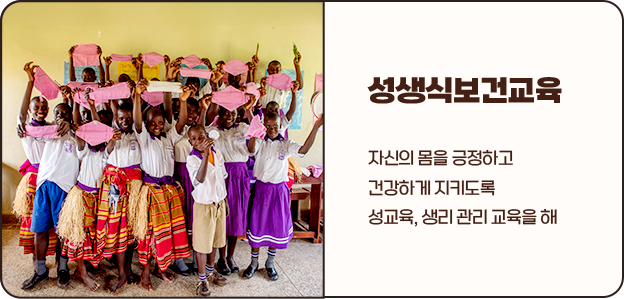 성생식보건교육
자신의 몸을 긍정하고
건강하게 지키도록
성교육, 생리 관리 교육을 해